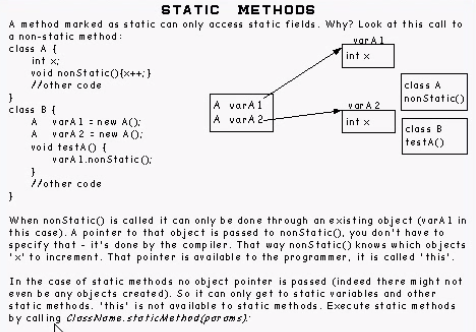 STATIC METHODS
A method marked as static can only access static fields. Why? Look at this call to
a non-static method:
class A {
int x;
void nonStatic(){x++;}
//other code
}
class B {
A varA1 = new A();
A varA2 = new A();
void testA() {
varA1.nonStatic();
}
//other code
}
A varA1
A varA2
varA1
int x
varA2
int x
class A
nonStatic()
class B
testA()
When nonStatic() is called it can only be done through an existing object (varA1 in
this case). A pointer to that object is passed to nonStatic(), you don't have to
specify that - it's done by the compiler. That way nonStatic() knows which objects
'x' to increment. That pointer is available to the programmer, it is called 'this'.
In the case of static methods no object pointer is passed (indeed there might not
even be any objects created). So it can only get to static variables and other
static methods. 'this' is not available to static methods. Execute static methods
by calling ClassName.staticMethod(params);